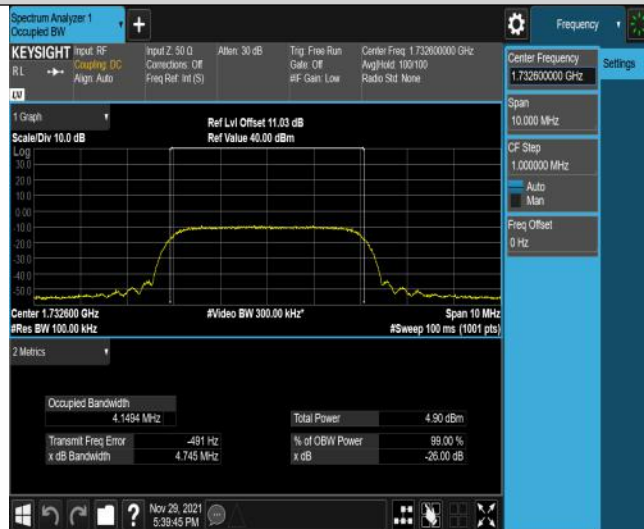 Spectrum Analyzer 1
Occupied BW
+
Frequency
KEYSIGHT
RL
Input: RF
Coupling: DC
Align: Auto
Input Z: 50 Ω
Corrections: Off
Freq Ref: Int (S)
Atten: 30 dB
Trig: Free Run
Gate: Off
#IF Gain: Low
Center Freq: 1.732600000 GHz
Avg|Hold: 100/100
Radio Std: None
LV
Center Frequency
1.732600000 GHz
Settings
Span
10.000 MHz
CF Step
1.000000 MHz
Auto
Man
Freq Offset
0 Hz
1 Graph
Scale/Div 10.0 dB
Ref Lvl Offset 11.03 dB
Ref Value 40.00 dBm
Log
30.0
20.0
10.0
0.00
-10.0
-20.0
-30.0
-40.0
-50.0
Center 1.732600 GHz
#Video BW 300.00 kHz*
Span 10 MHz
#Res BW 100.00 kHz
#Sweep 100 ms (1001 pts)
2 Metrics
Occupied Bandwidth
4.1494 MHz
Total Power 4.90 dBm
Transmit Freq Error -491 Hz
% of OBW Power 99.00 %
x dB Bandwidth 4.745 MHz
x dB -26.00 dB
?
Nov 29, 2021
5:39:45 PM